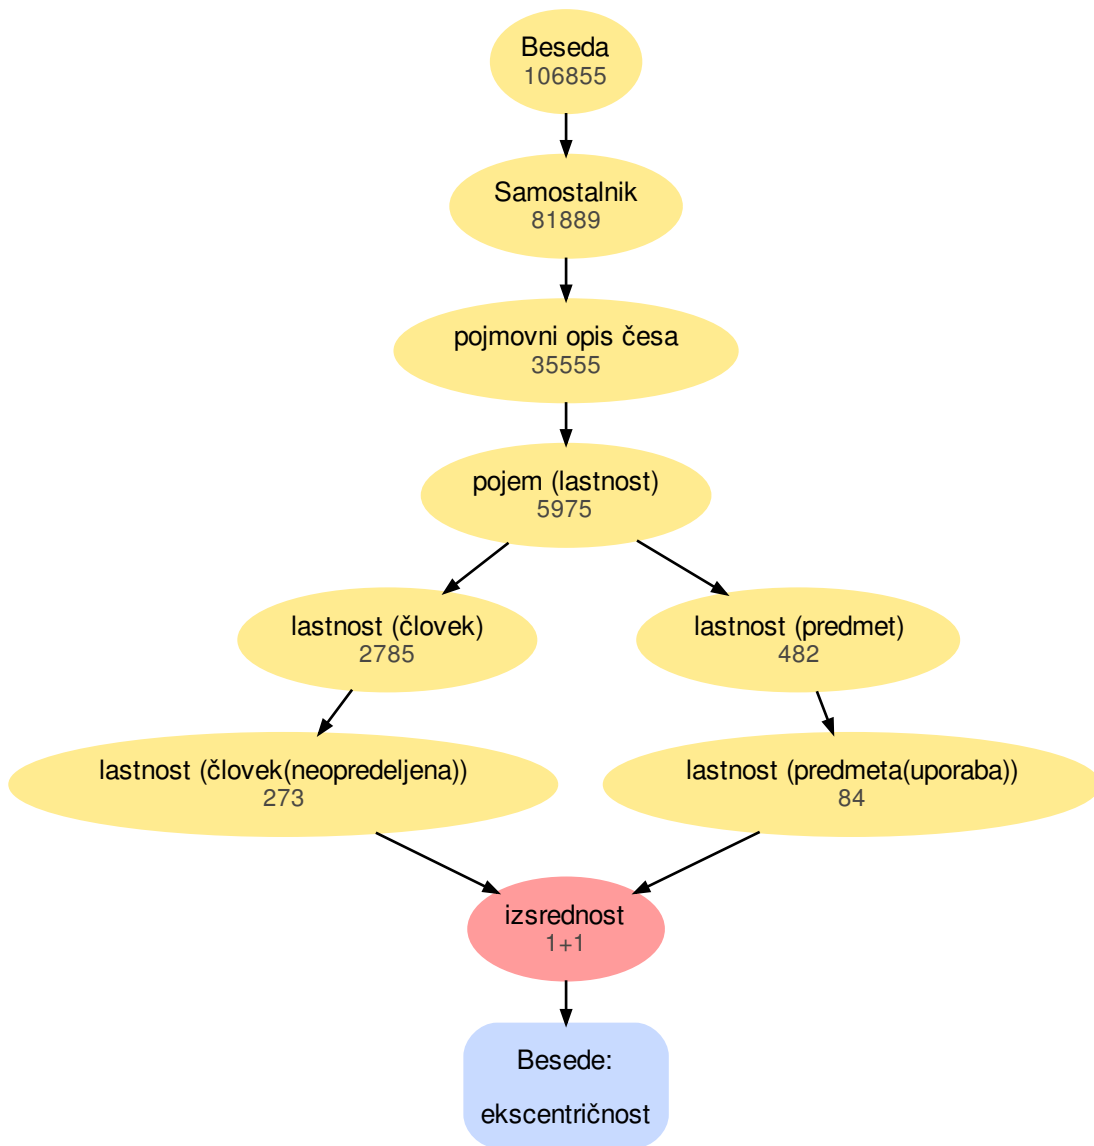 Beseda
106855
Samostalnik
81889
pojmovni opis česa
35555
pojem (lastnost)
5975
lastnost (človek)
2785
lastnost (predmet)
482
lastnost (človek(neopredeljena))
273
lastnost (predmeta(uporaba))
84
izsrednost
1+1
Besede:
ekscentričnost